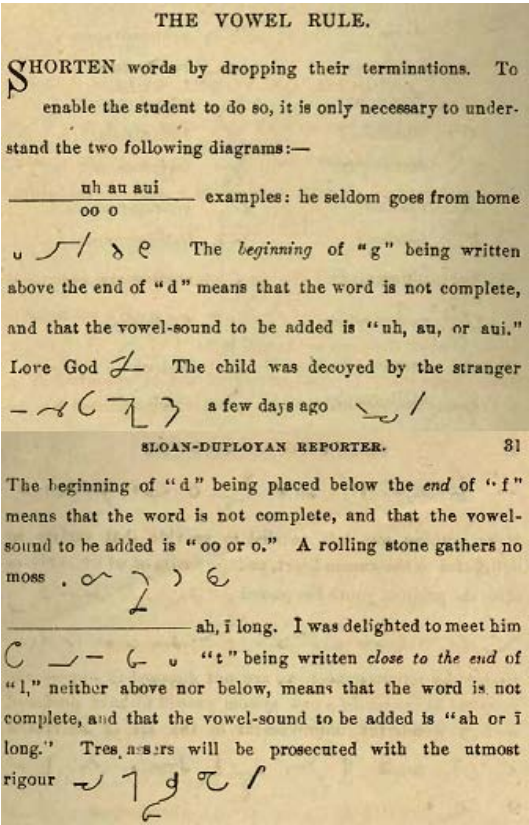 THE VOWEL RULE.
SHORTEN words by dropping their terminations. To
enable the student to do so, it is only necessary to under-
stand the two following diagrams:—
uh au aui
oo o
examples: he seldom goes from home
The beginning of "g" being written
above the end of "d" means that the word is not complete,
and that the vowel-sound to be added is "uh, au, or aui."
Love God The child was decoyed by the stranger
a few days ago
SLOAN-DUPLOYAN REPORTER. 31
The beginning of "d" being placed below the end of "f"
means that the word is not complete, and that the vowel-
sound to be added is "oo or o." A rolling stone gathers no
moss
ah, ī long. I was delighted to meet him
"t" being written close to the end of
"l," neither above nor below, means that the word is not
complete, and that the vowel-sound to be added is "ah or ī
long." will be prosecuted with the utmost
rigour